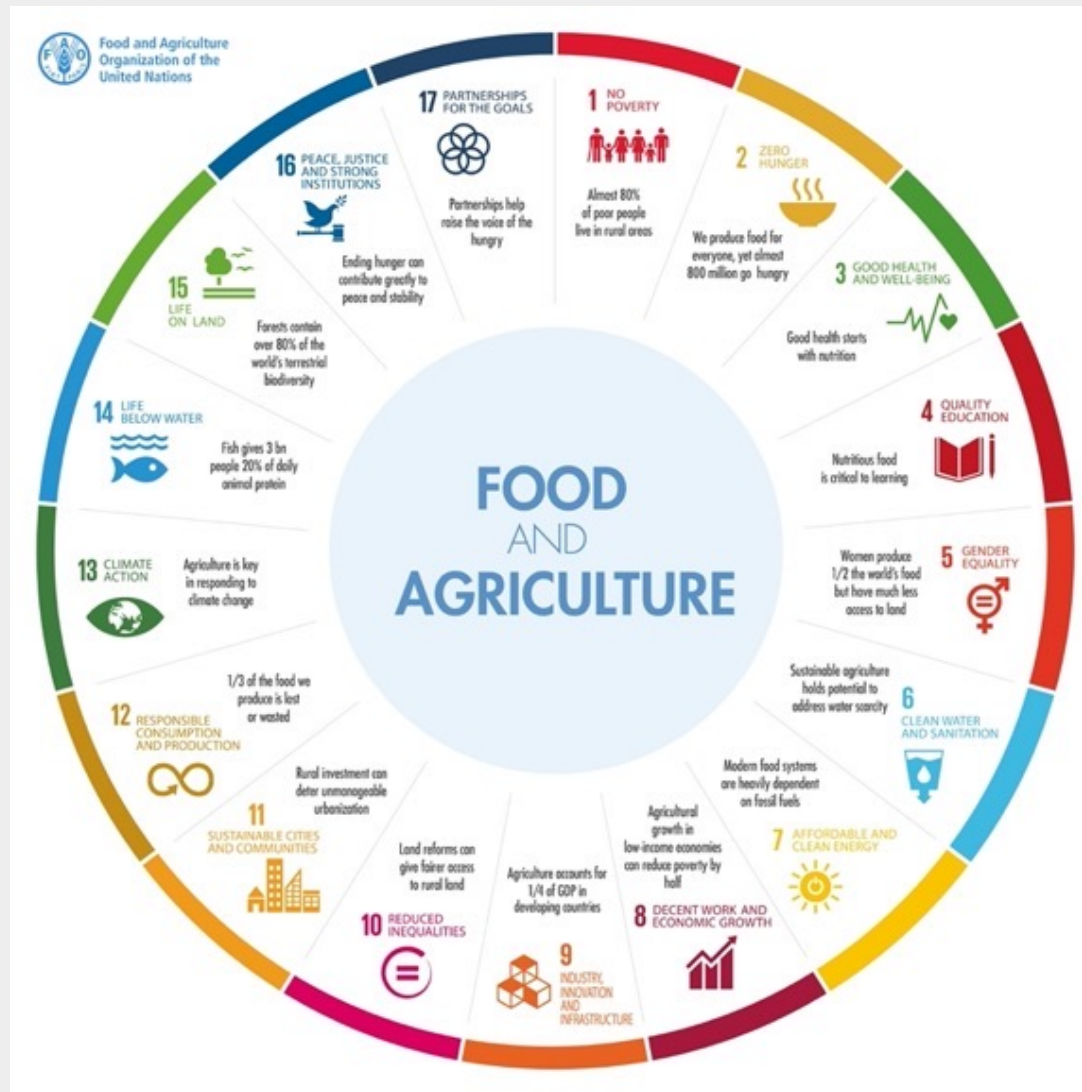 Food and Agriculture
Organization of the
United Nations
FAO
FIAT PANIS
FOOD
AND
AGRICULTURE
1 NO
POVERTY
Almost 80%
of poor people
live in rural areas
2 ZERO
HUNGER
We produce food for
everyone, yet almost
800 million go hungry
3 GOOD HEALTH
AND WELL-BEING
Good health starts
with nutrition
4 QUALITY
EDUCATION
Nutritious food
is critical to learning
5 GENDER
EQUALITY
Women produce
1/2 the world's food
but have much less
access to land
6
CLEAN WATER
AND SANITATION
Sustainable agriculture
holds potential to
address water scarcity
7 AFFORDABLE AND
CLEAN ENERGY
Modern food systems
are heavily dependent
on fossil fuels
8 DECENT WORK AND
ECONOMIC GROWTH
Agricultural
growth in
low-income economies
can reduce poverty by
half
9
INDUSTRY,
INNOVATION
AND
INFRASTRUCTURE
Agriculture accounts for
1/4 of GDP in
developing countries
10 REDUCED
INEQUALITIES
Land reforms can
give fairer access
to rural land
11
SUSTAINABLE CITIES
AND COMMUNITIES
Rural investment can
deter unmanageable
urbanization
12 RESPONSIBLE
CONSUMPTION
AND PRODUCTION
1/3 of the food we
produce is lost
or wasted
13 CLIMATE
ACTION
Agriculture is key
in responding to
climate change
14 LIFE
BELOW WATER
Fish gives 3 bn
people 20% of daily
animal protein
15
LIFE
ON LAND
Forests contain
over 80% of the
world's terrestrial
biodiversity
16 PEACE, JUSTICE
AND STRONG
INSTITUTIONS
Ending hunger can
contribute greatly to
peace and stability
17 PARTNERSHIPS
FOR THE GOALS
Partnerships help
raise the voice of the
hungry